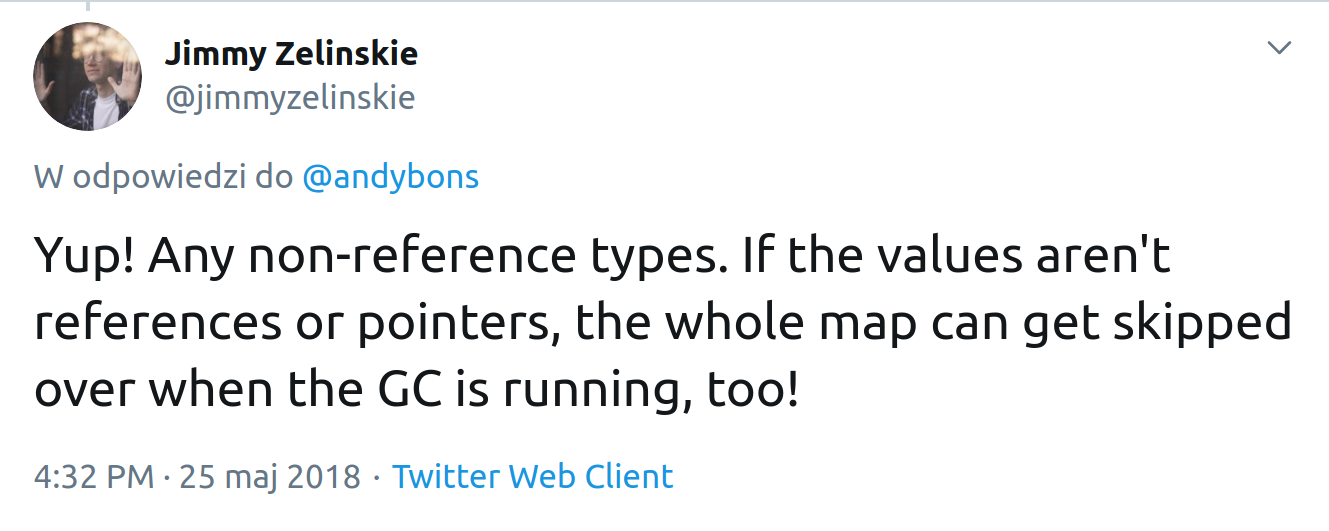 Jimmy Zelinskie
@jimmyzelinskie
W odpowiedzi do @andybons
Yup! Any non-reference types. If the values aren't
references or pointers, the whole map can get skipped
over when the GC is running, too!
4:32 PM · 25 maj 2018 · Twitter Web Client